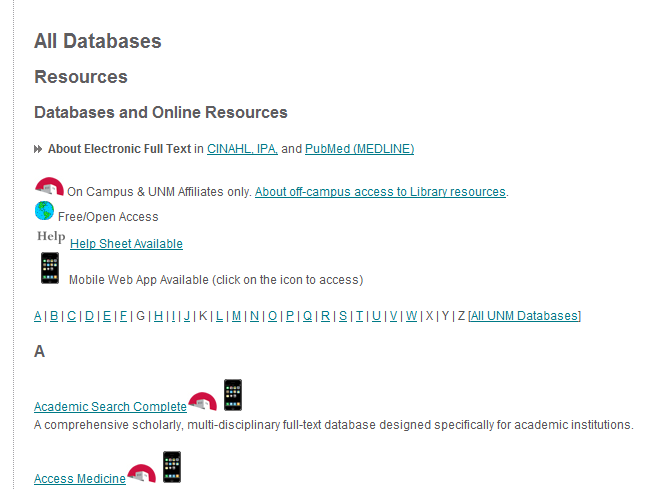 All Databases
Resources
Databases and Online Resources
About Electronic Full Text in CINAHL, IPA, and PubMed (MEDLINE)
On Campus & UNM Affiliates only. About off-campus access to Library resources.
Free/Open Access
Help Help Sheet Available
Mobile Web App Available (click on the icon to access)
A | B | C | D | E | F | G | H | I | J | K | L | M | N | O | P | Q | R | S | T | U | V | W | X | Y | Z [All UNM Databases]
A
Academic Search Complete
A comprehensive scholarly, multi-disciplinary full-text database designed specifically for academic institutions.
Access Medicine